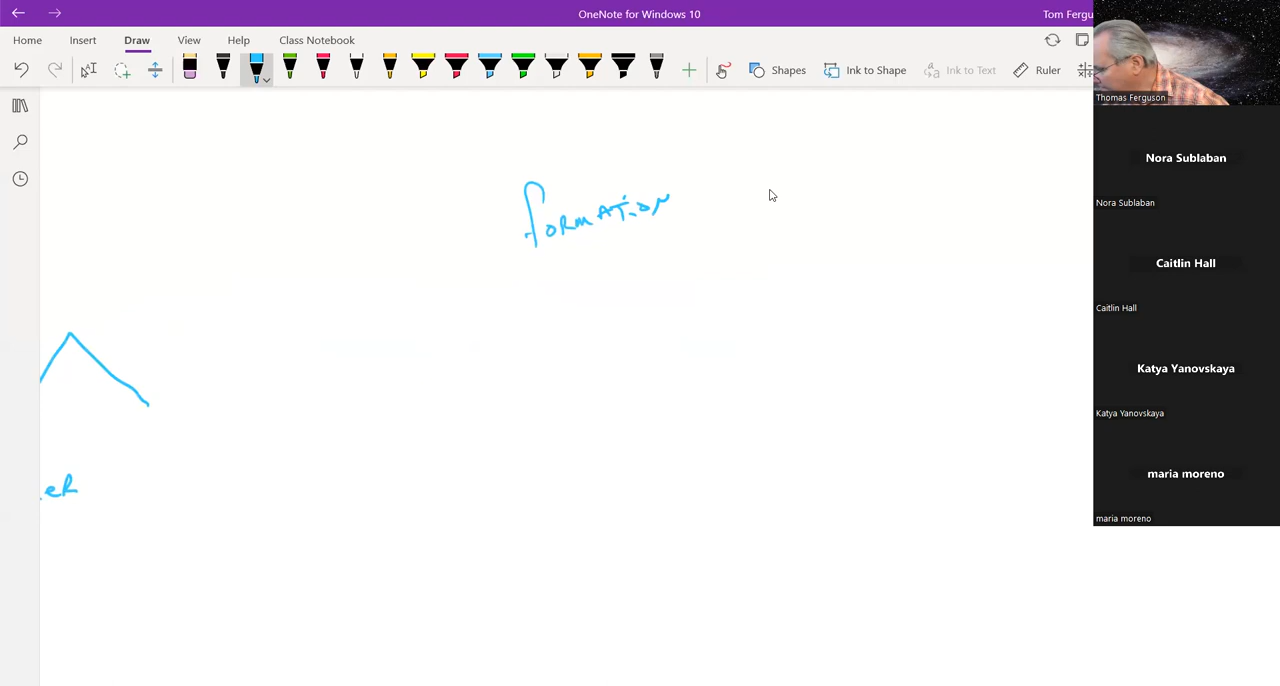 OneNote for Windows 10
Tom Fergu
Home Insert Draw View Help Class Notebook
Shapes Ink to Shape Ink to Text Ruler
formation
er
Thomas Ferguson
Nora Sublaban
Nora Sublaban
Caitlin Hall
Caitlin Hall
Katya Yanovskaya
Katya Yanovskaya
maria moreno
maria moreno